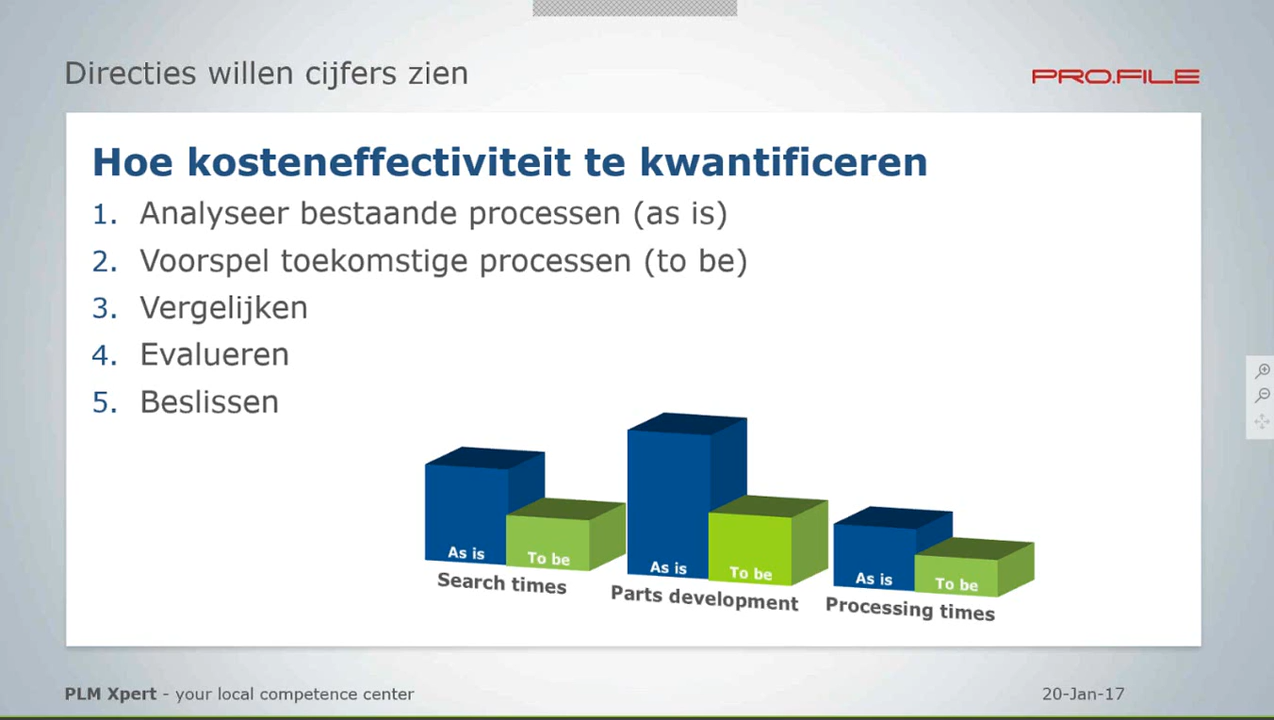 Directies willen cijfers zien
PRO.FILE
Hoe kosteneffectiviteit te kwantificeren
1. Analyseer bestaande processen (as is)
2. Voorspel toekomstige processen (to be)
3. Vergelijken
4. Evalueren
5. Beslissen
As is
To be
Search times
As is
To be
Parts development
As is
To be
Processing times
PLM Xpert - your local competence center
20-Jan-17